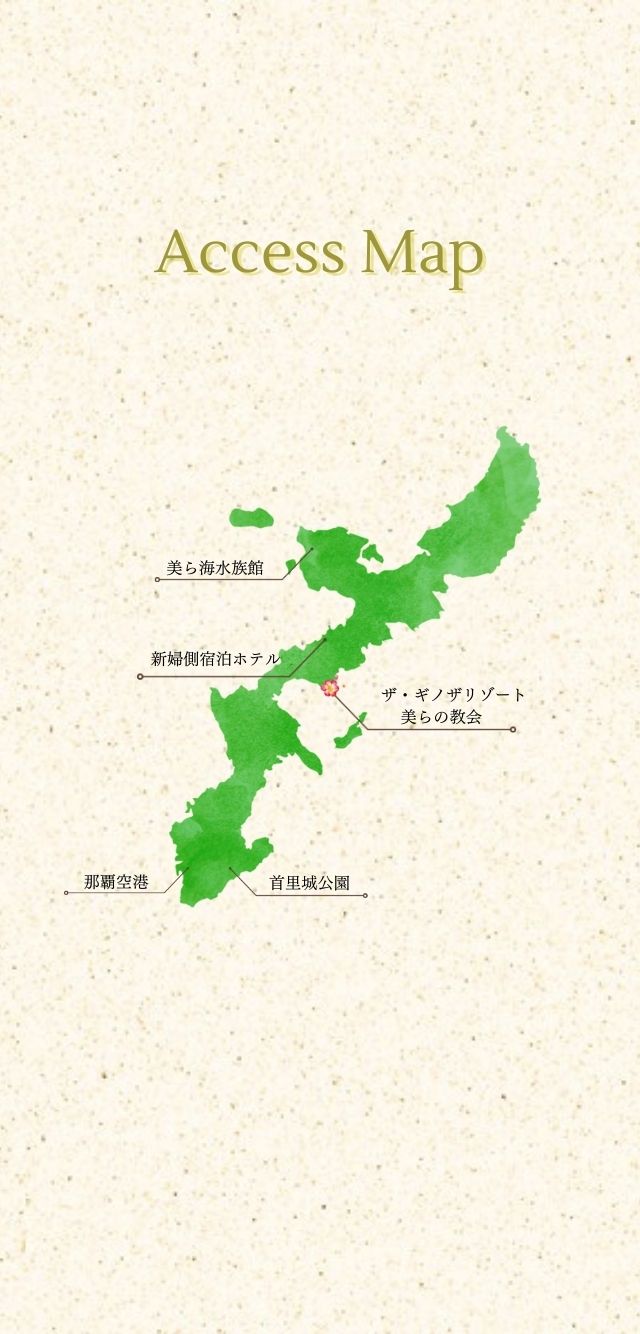 Access Map
美ら海水族館
新婦側宿泊ホテル
ザ・ギノザリゾート
美らの教会
那覇空港
首里城公園